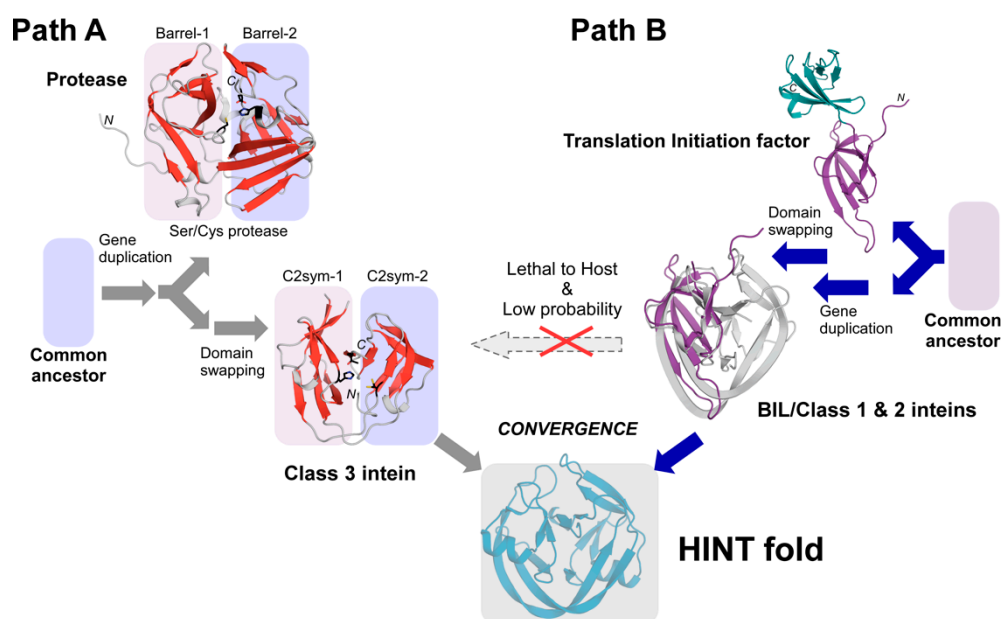 Path A
Barrel-1
Barrel-2
Protease
C
N
Ser/Cys protease
Gene
duplication
Common
ancestor
Domain
swapping
C2sym-1
C2sym-2
C
N
Class 3 intein
Lethal to Host
&
Low probability
Path B
C
N
Translation Initiation factor
Domain
swapping
Gene
duplication
Common
ancestor
BIL/Class 1 & 2 inteins
CONVERGENCE
HINT fold